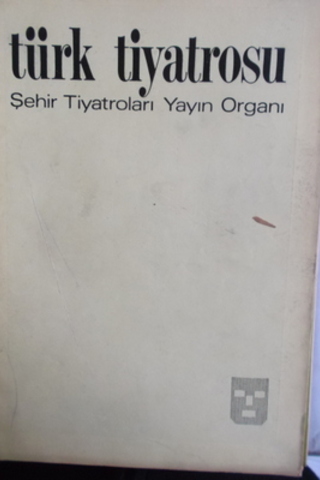 türk tiyatrosu
Şehir Tiyatroları Yayın Organı